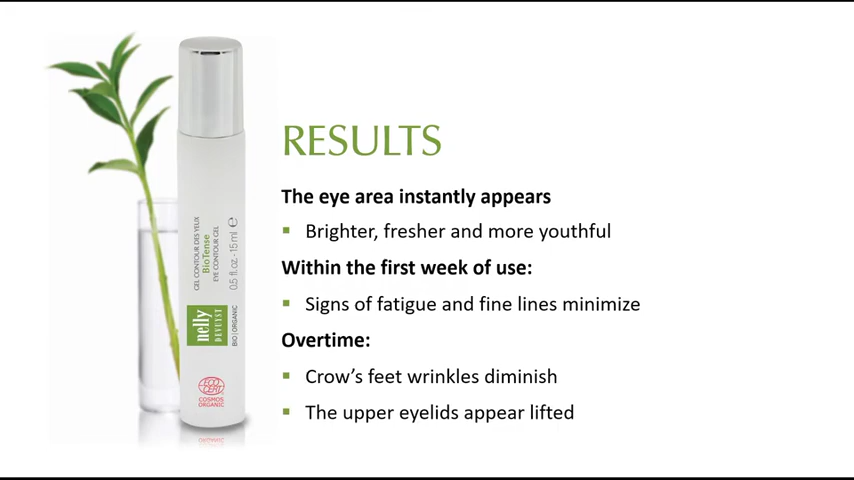 GEL CONTOUR DES YEUX
BioTense
EYE CONTOUR GEL
0.5 fl.oz. - 15 ml ℮
nelly
DEVUYST
BIO | ORGANIC
ECO
CERT
COSMOS
ORGANIC
RESULTS
The eye area instantly appears
▪ Brighter, fresher and more youthful
Within the first week of use:
▪ Signs of fatigue and fine lines minimize
Overtime:
▪ Crow’s feet wrinkles diminish
▪ The upper eyelids appear lifted